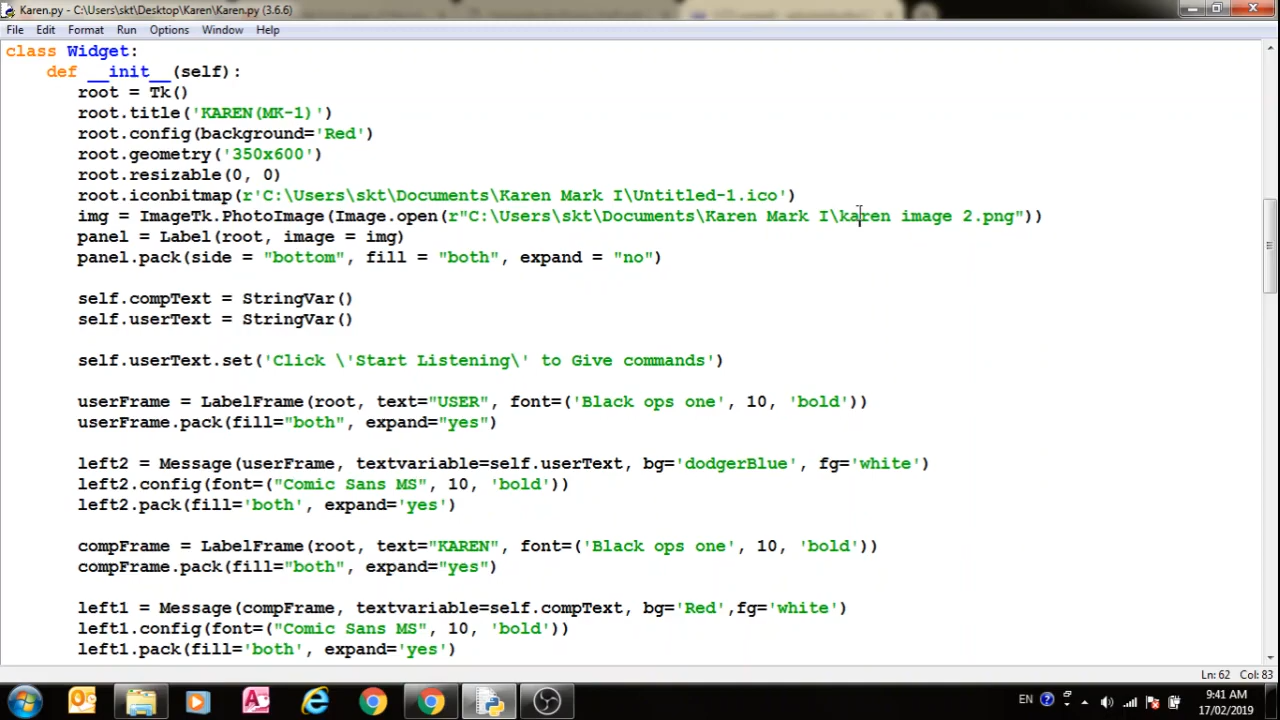 Karen.py - C:\Users\skt\Desktop\Karen\Karen.py (3.6.6)
File Edit Format Run Options Window Help
class Widget:
    def __init__(self):
       root = Tk()
       root.title('KAREN(MK-1)')
       root.config(background='Red')
       root.geometry('350x600')
       root.resizable(0, 0)
       root.iconbitmap(r'C:\Users\skt\Documents\Karen Mark I\Untitled-1.ico')
       img = ImageTk.PhotoImage(Image.open(r"C:\Users\skt\Documents\Karen Mark I\karen image 2.png"))
       panel = Label(root, image = img)
       panel.pack(side = "bottom", fill = "both", expand = "no")
       self.compText = StringVar()
       self.userText = StringVar()
       self.userText.set('Click \'Start Listening\' to Give commands')
       userFrame = LabelFrame(root, text="USER", font=('Black ops one', 10, 'bold'))
       userFrame.pack(fill="both", expand="yes")
       left2 = Message(userFrame, textvariable=self.userText, bg='dodgerBlue', fg='white')
       left2.config(font=("Comic Sans MS", 10, 'bold'))
       left2.pack(fill='both', expand='yes')
       compFrame = LabelFrame(root, text="KAREN", font=('Black ops one', 10, 'bold'))
       compFrame.pack(fill="both", expand="yes")
       left1 = Message(compFrame, textvariable=self.compText, bg='Red',fg='white')
       left1.config(font=("Comic Sans MS", 10, 'bold'))
       left1.pack(fill='both', expand='yes')
Ln: 62 Col: 83
EN 9:41 AM
17/02/2019